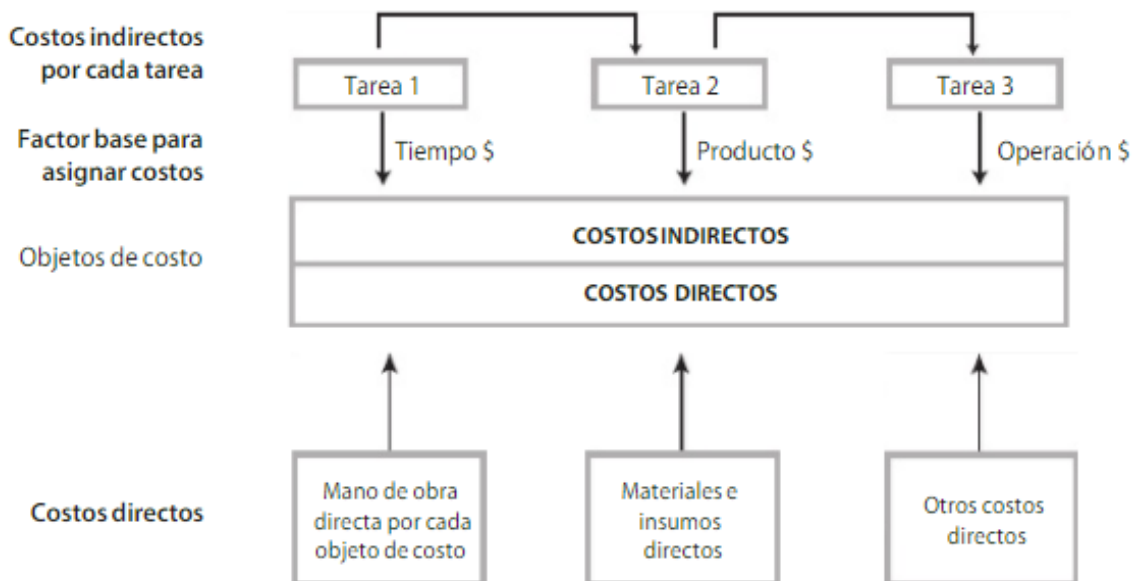 Costos indirectos
por cada tarea
Tarea 1
Tarea 2
Tarea 3
Factor base para
asignar costos
Tiempo $
Producto $
Operación $
Objetos de costo
COSTOS INDIRECTOS
COSTOS DIRECTOS
Costos directos
Mano de obra
directa por cada
objeto de costo
Materiales e
insumos
directos
Otros costos
directos